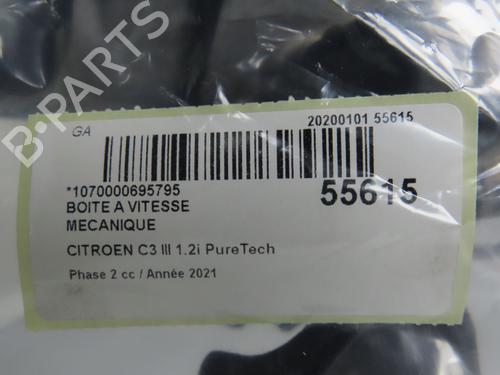 B-PARTS
GA
20200101 55615
*1070000695795
55615
BOITE A VITESSE
MECANIQUE
CITROEN C3 III 1.2i PureTech
Phase 2 cc / Année 2021